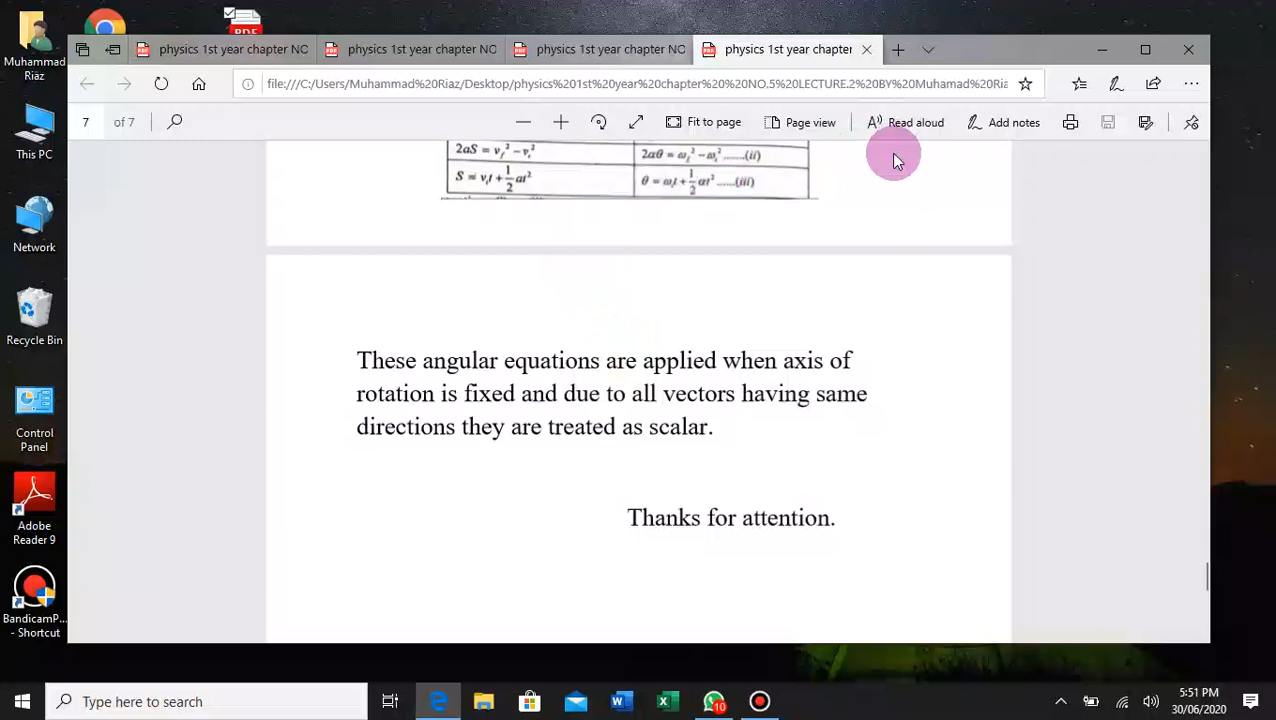 PDF
Muhammad
Riaz
This PC
Network
Recycle Bin
Control
Panel
Adobe
Reader 9
BandicamP...
- Shortcut
physics 1st year chapter NO
physics 1st year chapter NO
physics 1st year chapter NO
physics 1st year chapter
file:///C:/Users/Muhammad%20Riaz/Desktop/physics%201st%20year%20chapter%20%20NO.5%20LECTURE.2%20BY%20Muhamad%20Ria
7 of 7
Fit to page
Page view
Read aloud
Add notes
2aS = v_f² – v_i²
2αθ = ω_f² – ω_i² ......(ii)
S = v_i t + 1/2 at²
θ = ω_i t + 1/2 αt² .....(iii)
These angular equations are applied when axis of
rotation is fixed and due to all vectors having same
directions they are treated as scalar.
Thanks for attention.
Type here to search
10
5:51 PM
30/06/2020